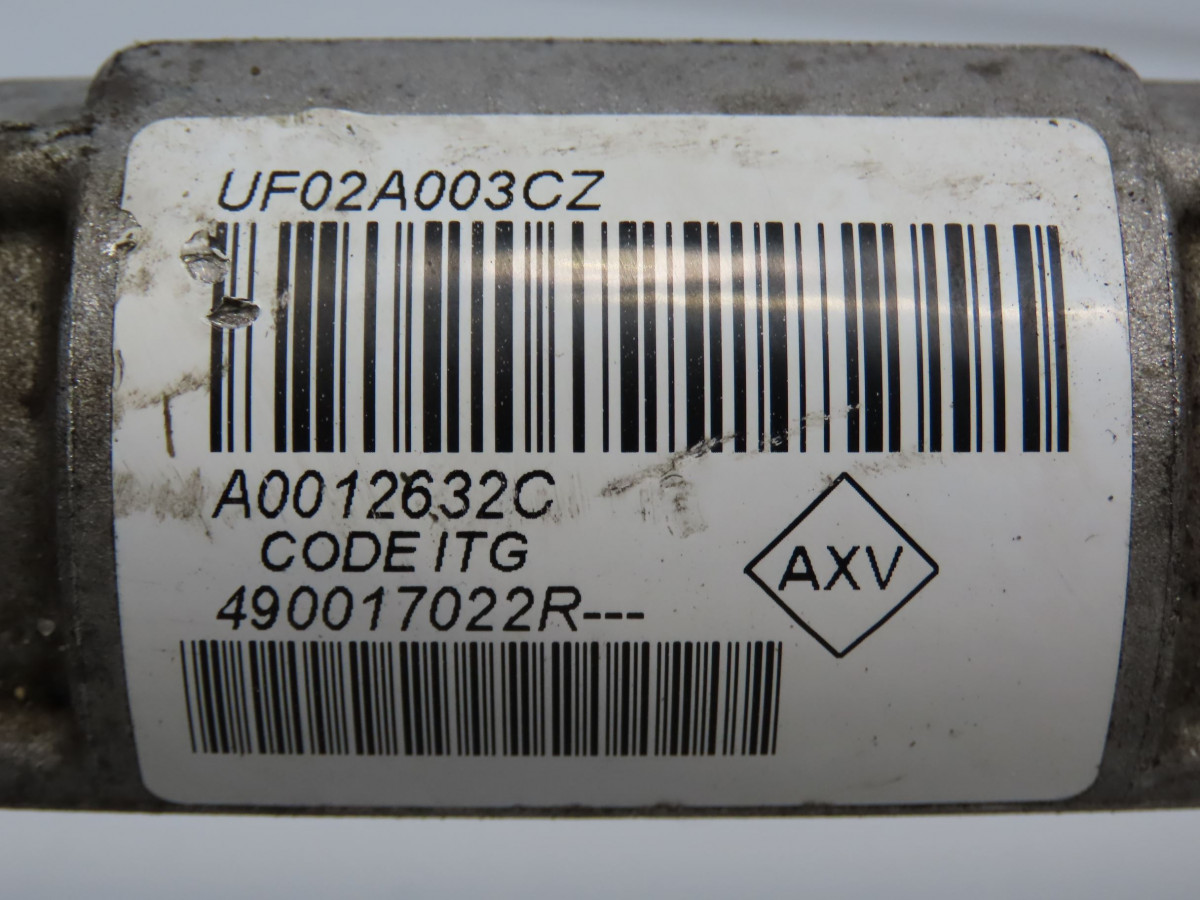 UF02A003CZ
A0012632C
CODE ITG
490017022R---
AXV